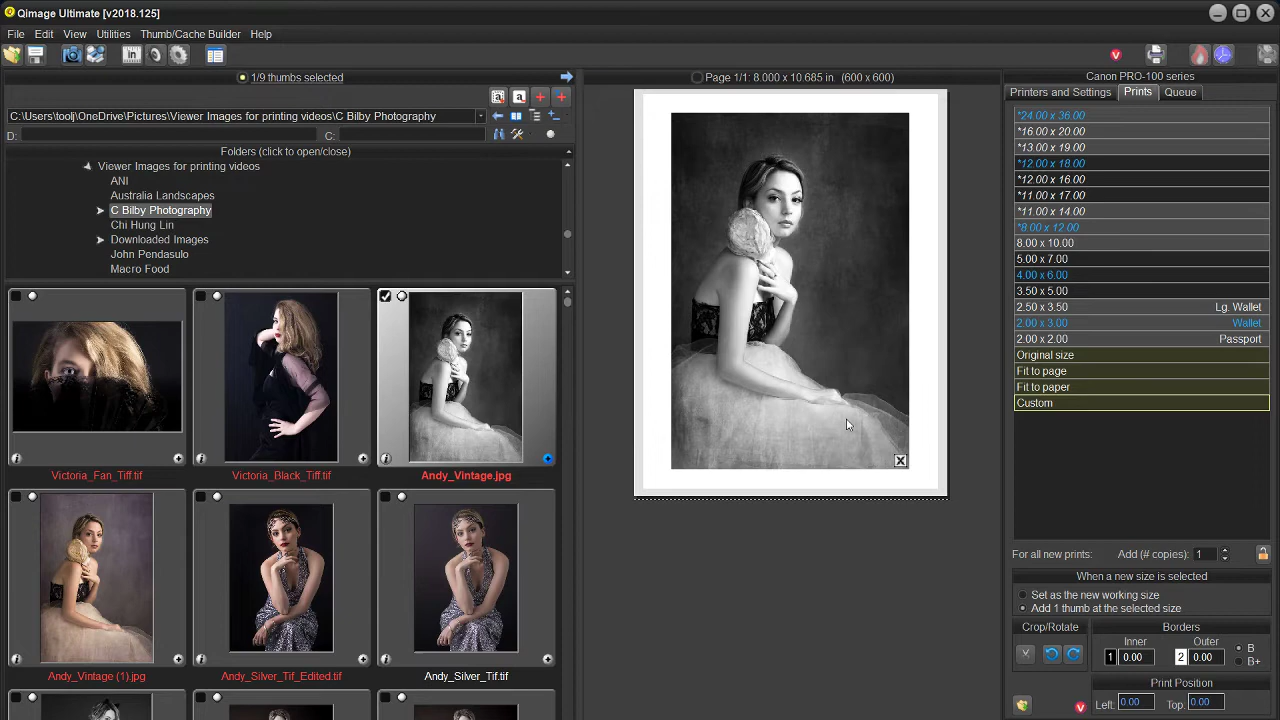 Qimage Ultimate [v2018.125]
File Edit View Utilities Thumb/Cache Builder Help
1/9 thumbs selected
Page 1/1: 8.000 x 10.685 in. (600 x 600)
Canon PRO-100 series
Printers and Settings Prints Queue
C:\Users\toolj\OneDrive\Pictures\Viewer Images for printing videos\C Bilby Photography
D: C:
Folders (click to open/close)
Viewer Images for printing videos
ANI
Australia Landscapes
C Bilby Photography
Chi Hung Lin
Downloaded Images
John Pendasulo
Macro Food
Victoria_Fan_Tiff.tif
Victoria_Black_Tiff.tif
Andy_Vintage.jpg
Andy_Vintage (1).jpg
Andy_Silver_Tif_Edited.tif
Andy_Silver_Tif.tif
*24.00 x 36.00
*16.00 x 20.00
*13.00 x 19.00
*12.00 x 18.00
*12.00 x 16.00
*11.00 x 17.00
*11.00 x 14.00
*8.00 x 12.00
8.00 x 10.00
5.00 x 7.00
4.00 x 6.00
3.50 x 5.00
2.50 x 3.50 Lg. Wallet
2.00 x 3.00 Wallet
2.00 x 2.00 Passport
Original size
Fit to page
Fit to paper
Custom
For all new prints: Add (# copies): 1
When a new size is selected
Set as the new working size
Add 1 thumb at the selected size
Crop/Rotate Borders
Inner Outer
1 0.00 2 0.00 B
B+
Print Position
Left: 0.00 Top: 0.00